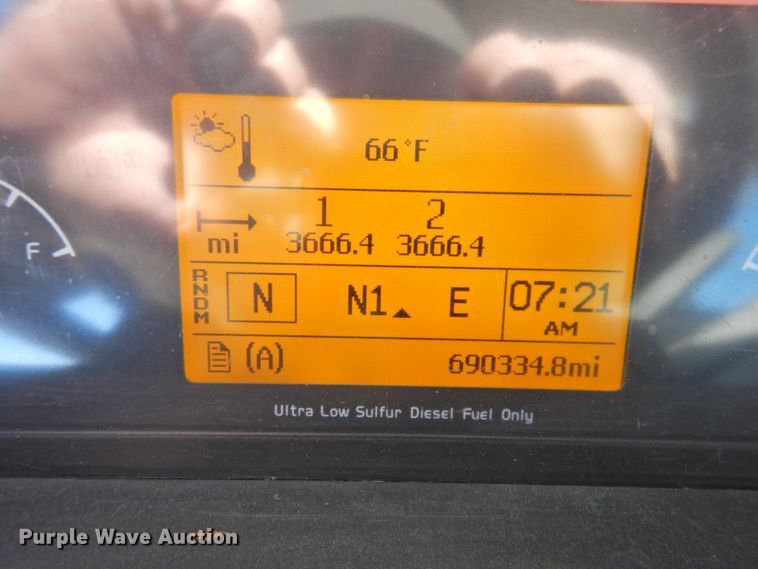 66°F
1 2
mi 3666.4 3666.4
RNDM N N1 E 07:21
AM
(A) 690334.8mi
F
Ultra Low Sulfur Diesel Fuel Only
Purple Wave Auction